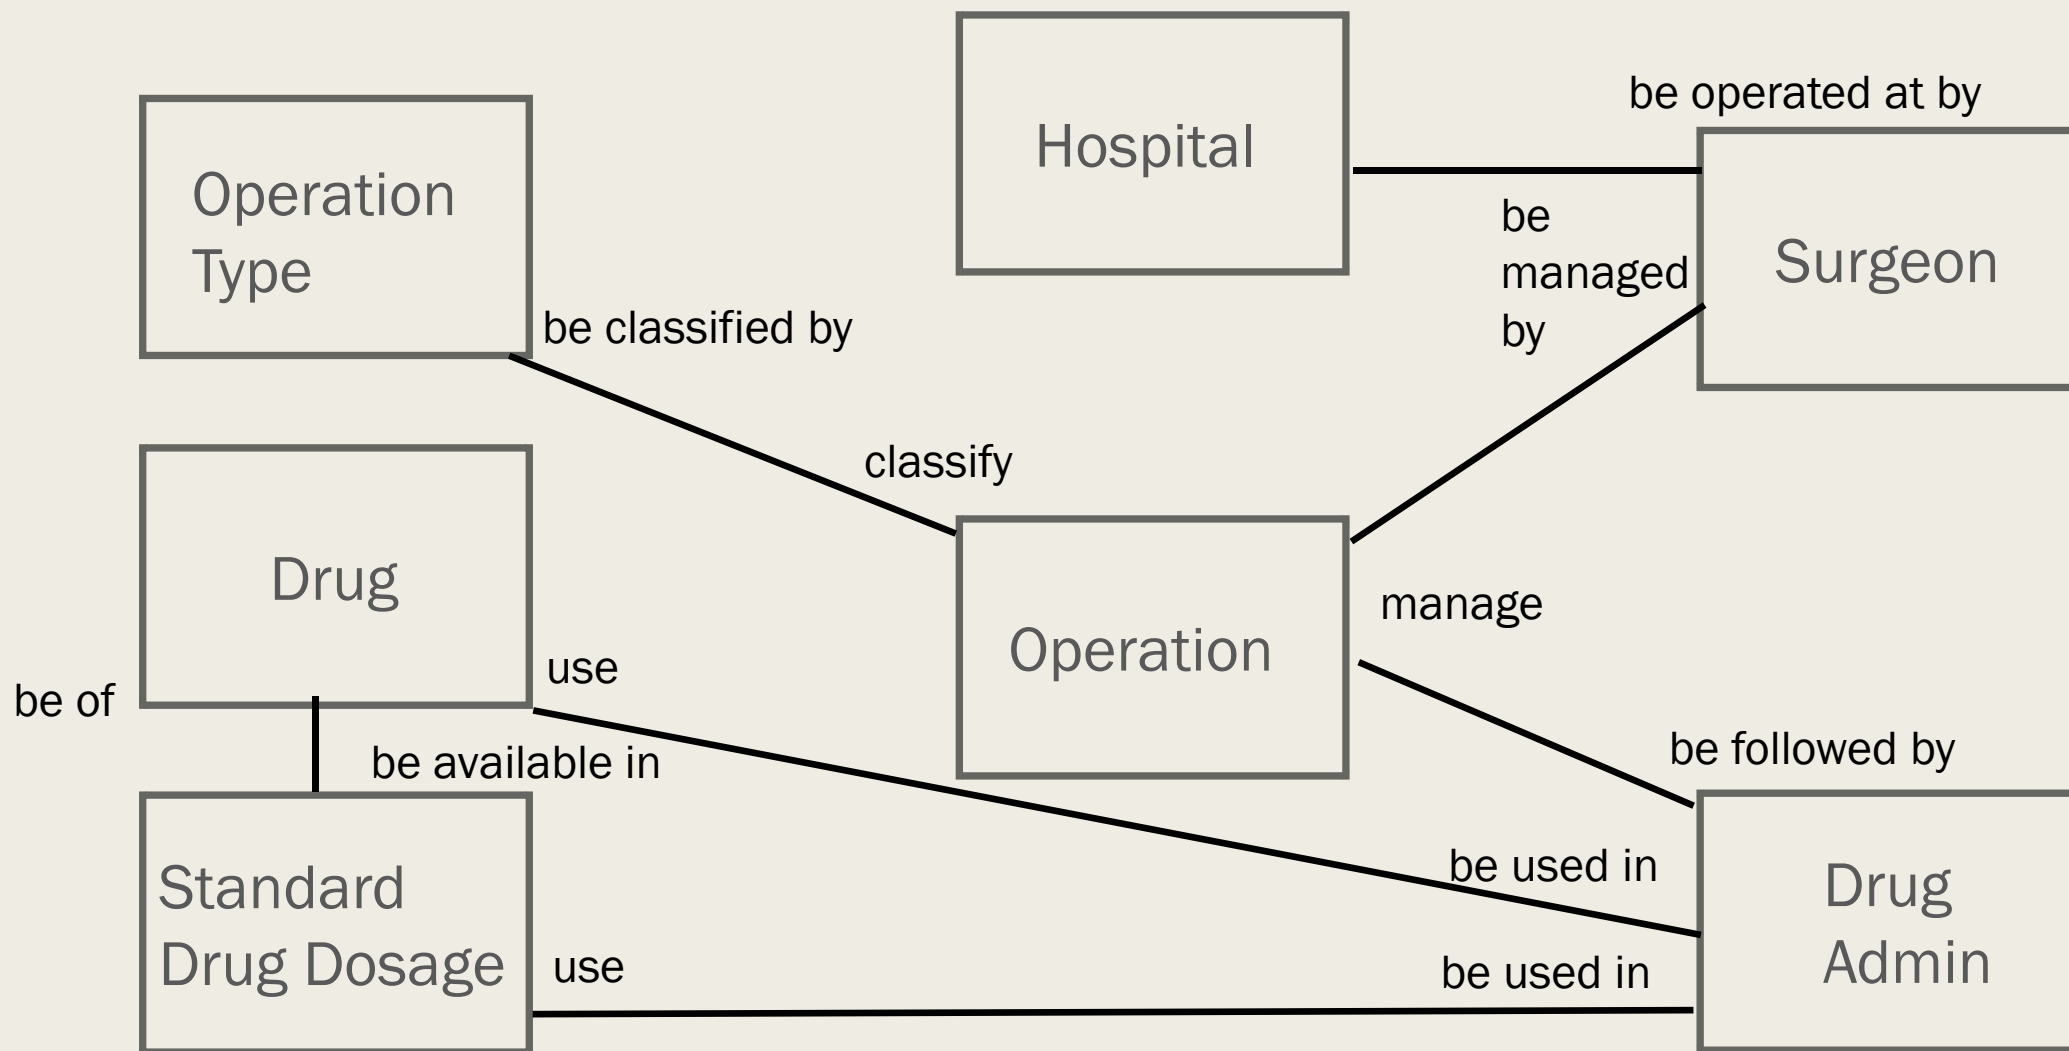 Hospital
be operated at by
Operation
Type
be
managed
by
Surgeon
be classified by
classify
Drug
manage
Operation
use
be of
be available in
be followed by
Standard
Drug Dosage
be used in
Drug
Admin
use
be used in